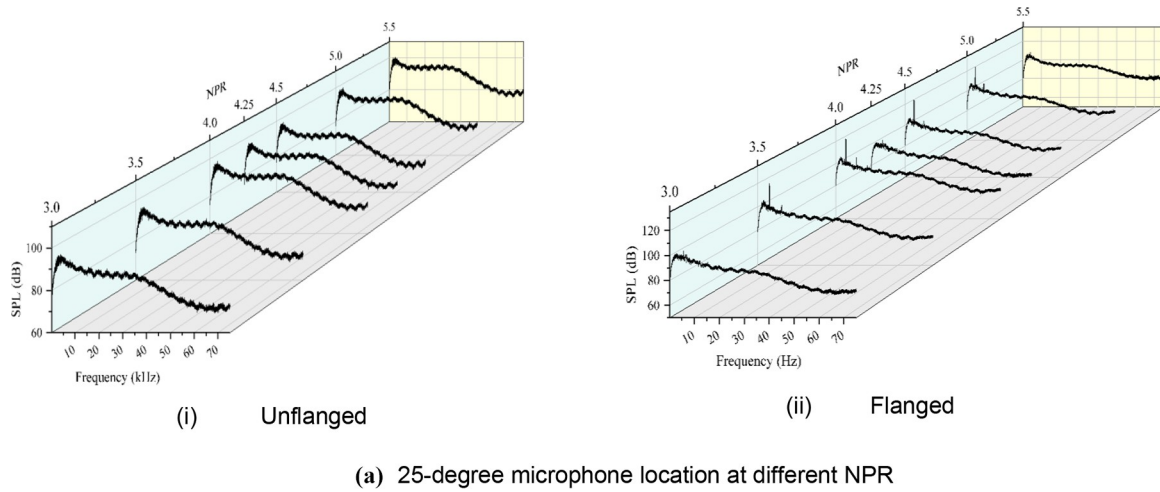 5.5
5.0
NPR
4.5
4.25
4.0
3.5
3.0
100
80
60
SPL (dB)
10 20 30 40 50 60 70
Frequency (kHz)
(i) Unflanged
5.5
5.0
NPR
4.5
4.25
4.0
3.5
3.0
120
100
80
60
SPL (dB)
10 20 30 40 50 60 70
Frequency (Hz)
(ii) Flanged
(a) 25-degree microphone location at different NPR